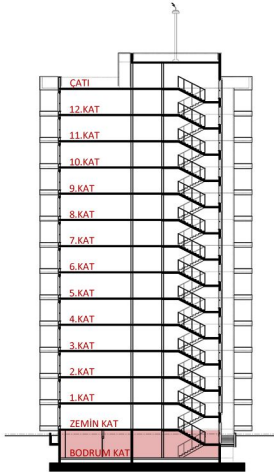 ÇATI
12.KAT
11.KAT
10.KAT
9.KAT
8.KAT
7.KAT
6.KAT
5.KAT
4.KAT
3.KAT
2.KAT
1.KAT
ZEMİN KAT
BODRUM KAT